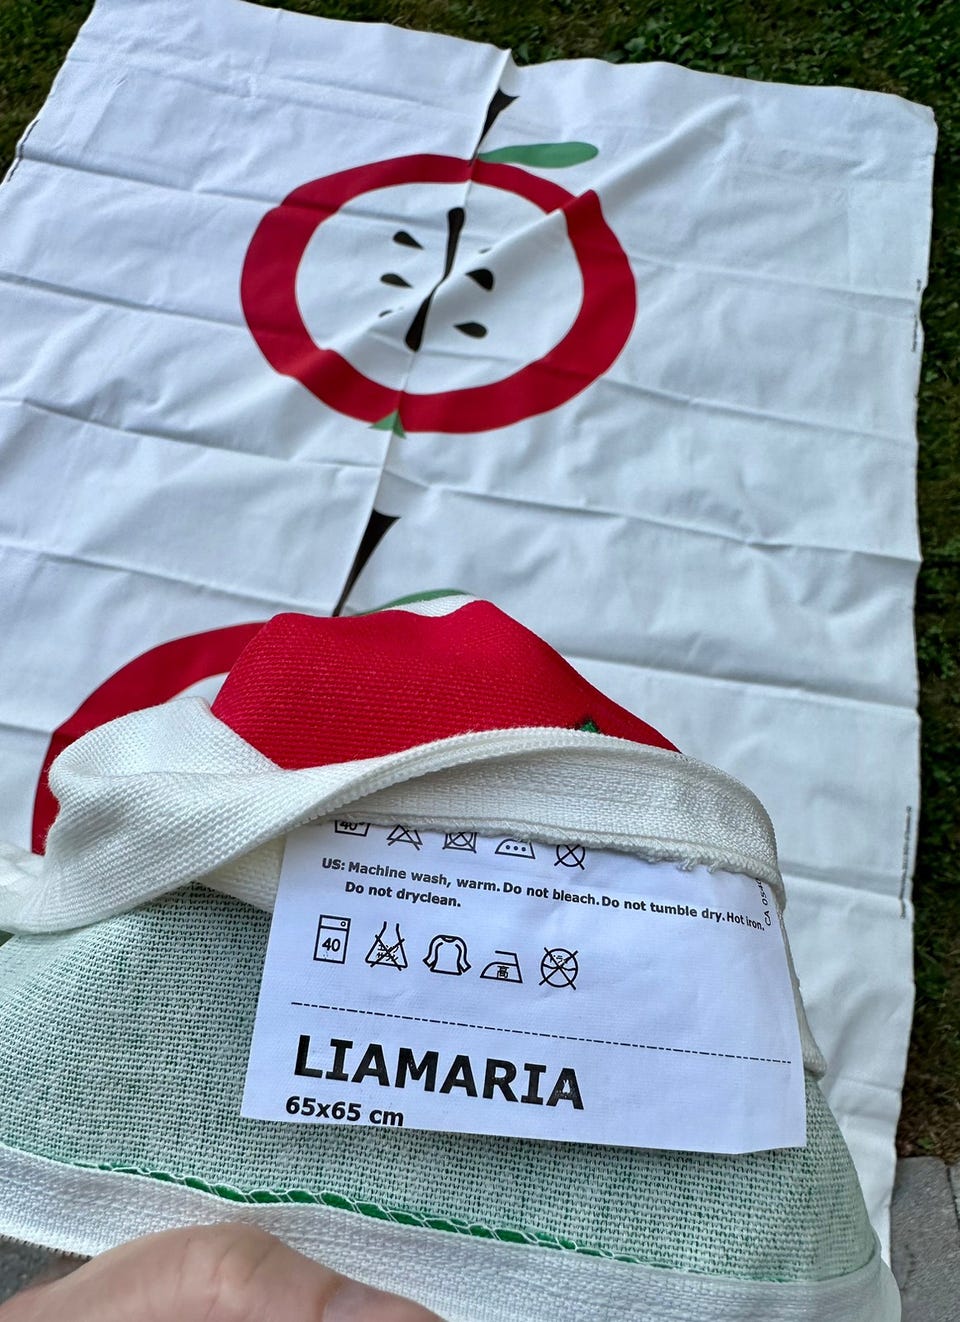 40°
US: Machine wash, warm. Do not bleach. Do not tumble dry. Hot iron.
Do not dryclean.
40
高
LIAMARIA
65x65 cm